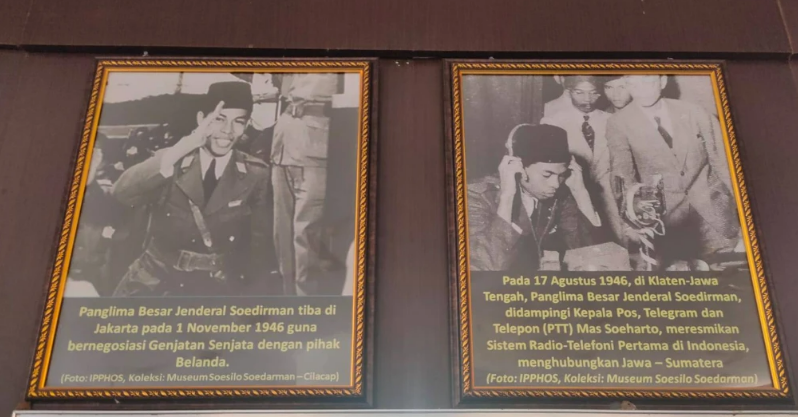 Panglima Besar Jenderal Soedirman tiba di
Jakarta pada 1 November 1946 guna
bernegosiasi Genjatan Senjata dengan pihak
Belanda.
(Foto: IPPHOS, Koleksi: Museum Soesilo Soedarman – Cilacap)
Pada 17 Agustus 1946, di Klaten-Jawa
Tengah, Panglima Besar Jenderal Soedirman,
didampingi Kepala Pos, Telegram dan
Telepon (PTT) Mas Soeharto, meresmikan
Sistem Radio-Telefoni Pertama di Indonesia,
menghubungkan Jawa – Sumatera
(Foto: IPPHOS, Koleksi: Museum Soesilo Soedarman)